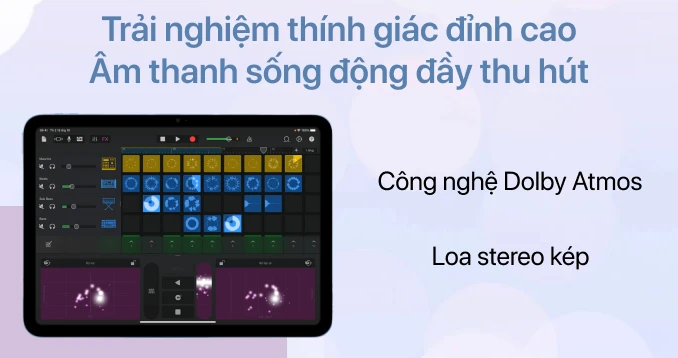 Trải nghiệm thính giác đỉnh cao
Âm thanh sống động đầy thu hút
Công nghệ Dolby Atmos
Loa stereo kép